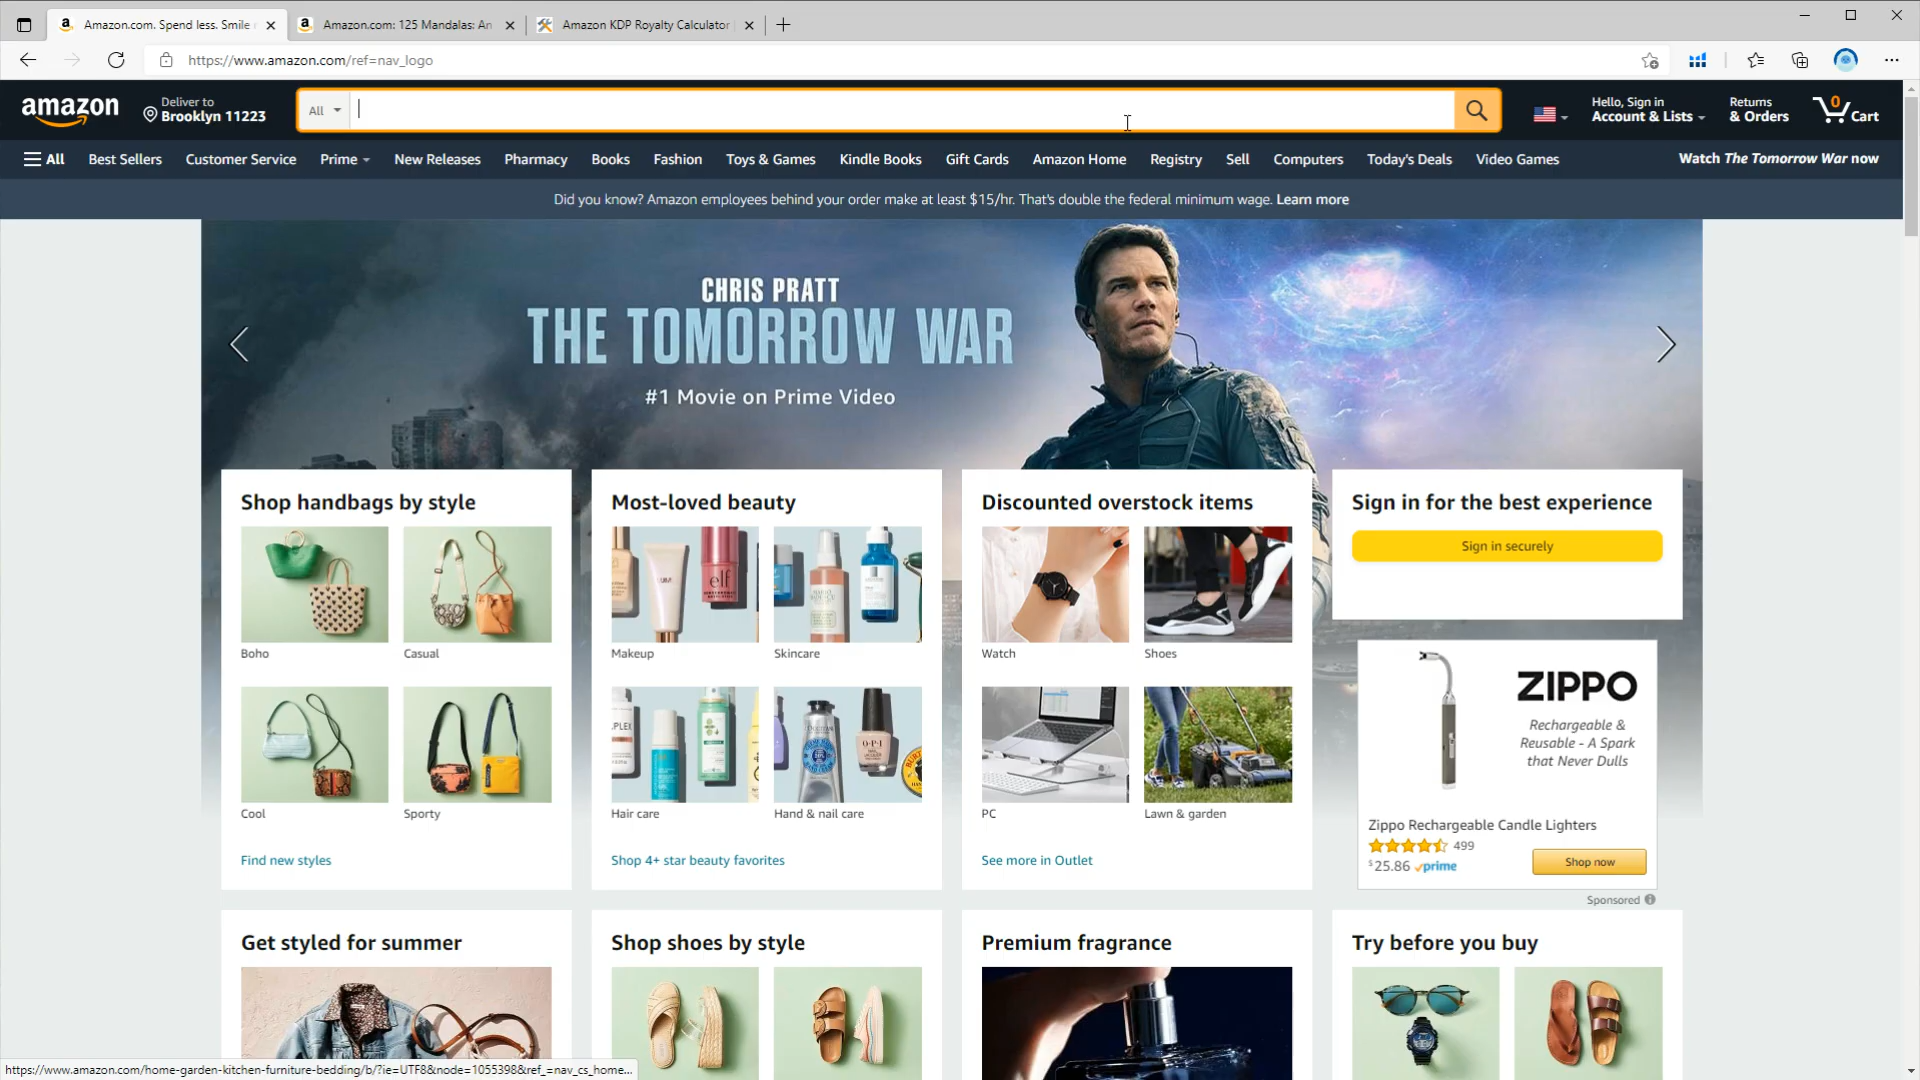 Amazon.com. Spend less. Smile
Amazon.com: 125 Mandalas: An
Amazon KDP Royalty Calculator
https://www.amazon.com/ref=nav_logo
amazon
Deliver to
Brooklyn 11223
All
Hello, Sign in
Account & Lists
Returns
& Orders
0
Cart
All
Best Sellers
Customer Service
Prime
New Releases
Pharmacy
Books
Fashion
Toys & Games
Kindle Books
Gift Cards
Amazon Home
Registry
Sell
Computers
Today's Deals
Video Games
Watch The Tomorrow War now
Did you know? Amazon employees behind your order make at least $15/hr. That's double the federal minimum wage. Learn more
CHRIS PRATT
THE TOMORROW WAR
#1 Movie on Prime Video
Shop handbags by style
Boho
Casual
Cool
Sporty
Find new styles
Most-loved beauty
elf
Makeup
Skincare
PLEX
O·P·I
Hair care
Hand & nail care
Shop 4+ star beauty favorites
Discounted overstock items
Watch
Shoes
PC
Lawn & garden
See more in Outlet
Sign in for the best experience
Sign in securely
ZIPPO
Rechargeable &
Reusable - A Spark
that Never Dulls
Zippo Rechargeable Candle Lighters
499
$25.86 prime
Shop now
Sponsored
Get styled for summer
Shop shoes by style
Premium fragrance
Try before you buy
https://www.amazon.com/home-garden-kitchen-furniture-bedding/b/?ie=UTF8&node=1055398&ref_=nav_cs_home...